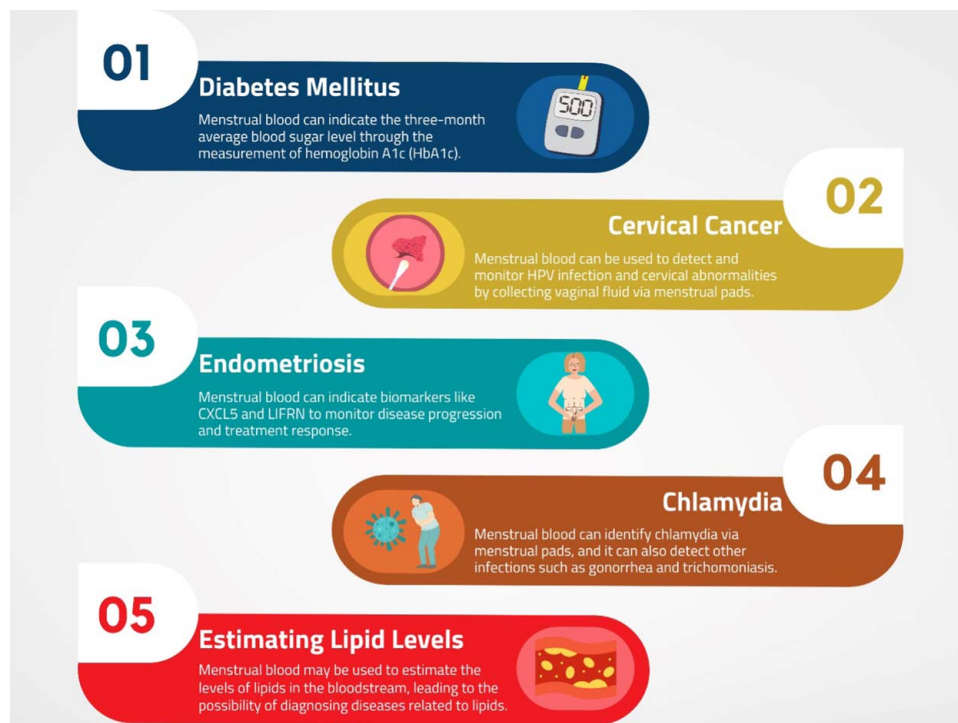 01
Diabetes Mellitus
Menstrual blood can indicate the three-month
average blood sugar level through the
measurement of hemoglobin A1c (HbA1c).
500
02
Cervical Cancer
Menstrual blood can be used to detect and
monitor HPV infection and cervical abnormalities
by collecting vaginal fluid via menstrual pads.
03
Endometriosis
Menstrual blood can indicate biomarkers like
CXCL5 and LIFRN to monitor disease progression
and treatment response.
04
Chlamydia
Menstrual blood can identify chlamydia via
menstrual pads, and it can also detect other
infections such as gonorrhea and trichomoniasis.
05
Estimating Lipid Levels
Menstrual blood may be used to estimate the
levels of lipids in the bloodstream, leading to the
possibility of diagnosing diseases related to lipids.